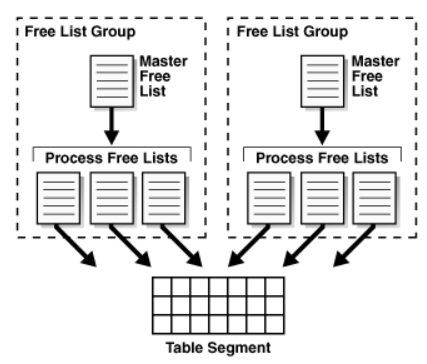 Free List Group
Master
Free
List
Process Free Lists
Free List Group
Master
Free
List
Process Free Lists
Table Segment